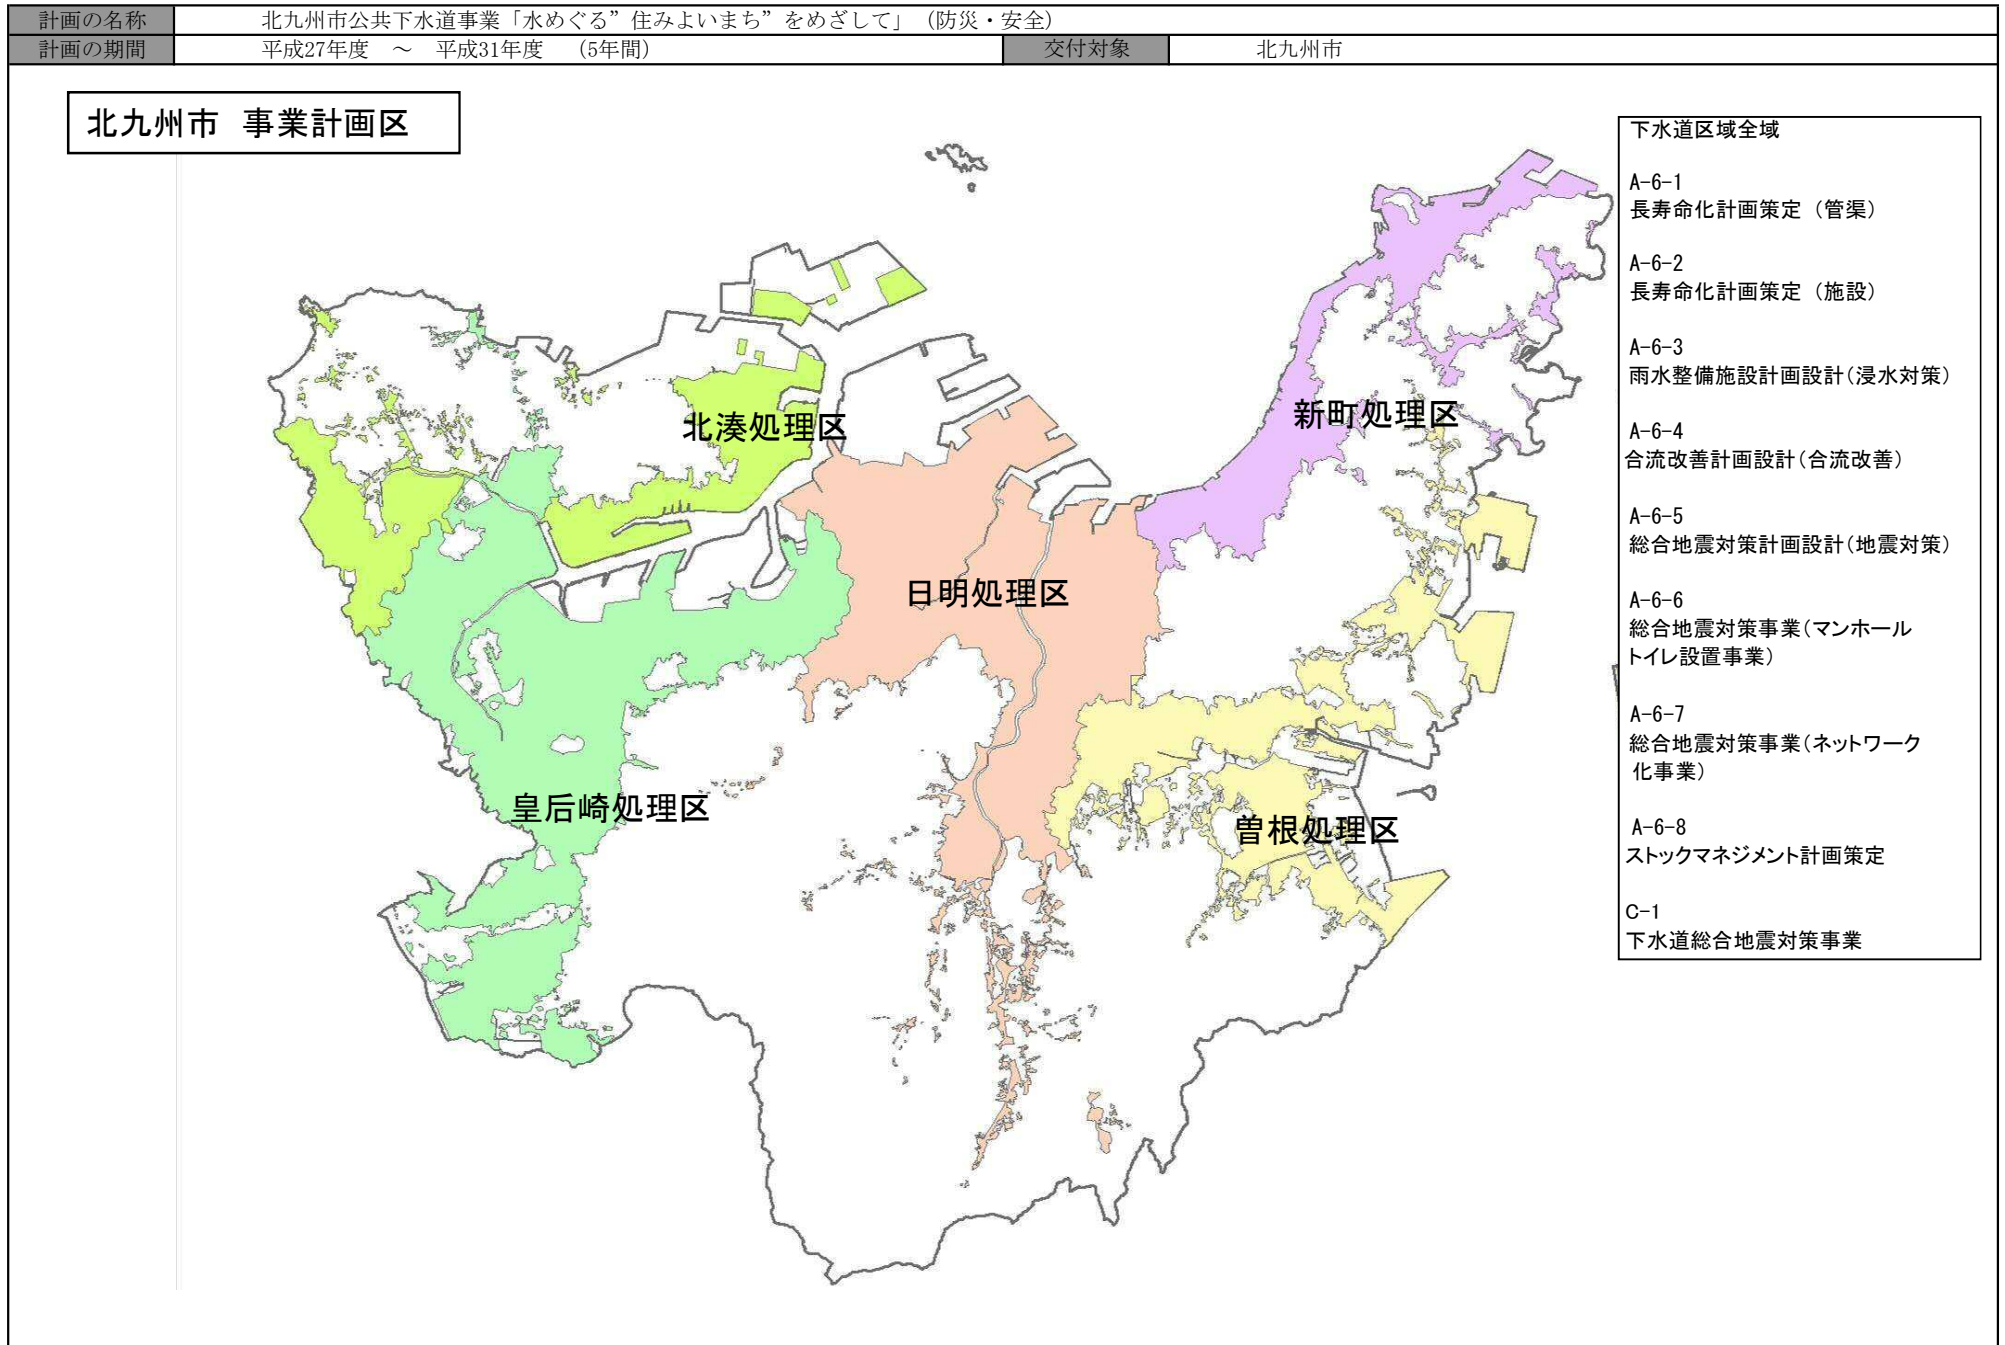 計画の名称 北九州市公共下水道事業「水めぐる”住みよいまち”をめざして」（防災・安全）
計画の期間 平成27年度　～　平成31年度　（5年間） 交付対象 北九州市
北九州市　事業計画区
下水道区域全域
A-6-1
長寿命化計画策定（管渠）
A-6-2
長寿命化計画策定（施設）
A-6-3
雨水整備施設計画設計（浸水対策）
A-6-4
合流改善計画設計（合流改善）
A-6-5
総合地震対策計画設計（地震対策）
A-6-6
総合地震対策事業（マンホール
トイレ設置事業）
A-6-7
総合地震対策事業（ネットワーク
化事業）
A-6-8
ストックマネジメント計画策定
C-1
下水道総合地震対策事業
北湊処理区
新町処理区
日明処理区
皇后崎処理区
曽根処理区